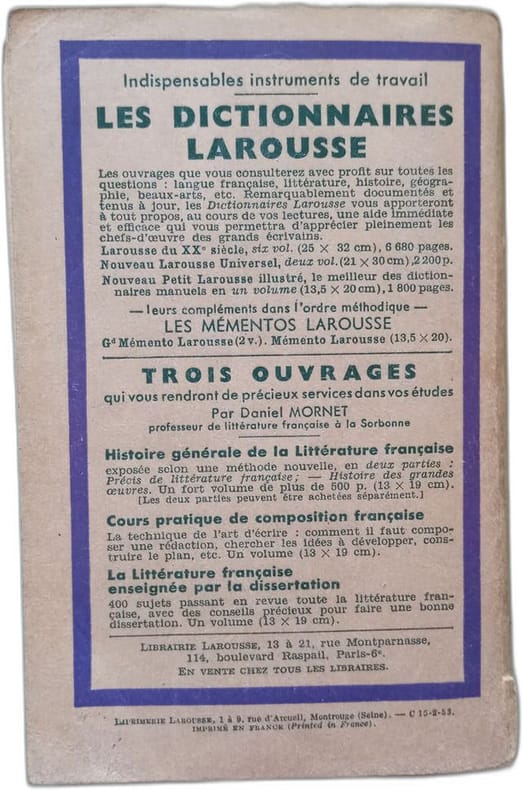 Indispensables instruments de travail
LES DICTIONNAIRES
LAROUSSE
Les ouvrages que vous consulterez avec profit sur toutes les
questions : langue française, littérature, histoire, géogra-
phie, beaux-arts, etc. Remarquablement documentés et
tenus à jour, les Dictionnaires Larousse vous apporteront
à tout propos, au cours de vos lectures, une aide immédiate
et efficace qui vous permettra d'apprécier pleinement les
chefs-d'œuvre des grands écrivains.
Larousse du XXe siècle, six vol. (25 × 32 cm), 6 680 pages.
Nouveau Larousse Universel, deux vol. (21 × 30 cm), 2 200 p.
Nouveau Petit Larousse illustré, le meilleur des diction-
naires manuels en un volume (13,5 × 20 cm), 1 800 pages.
— leurs compléments dans l'ordre méthodique —
LES MÉMENTOS LAROUSSE
Gd Mémento Larousse (2 v.). Mémento Larousse (13,5 × 20).
TROIS OUVRAGES
qui vous rendront de précieux services dans vos études
Par Daniel MORNET
professeur de littérature française à la Sorbonne
Histoire générale de la Littérature française
exposée selon une méthode nouvelle, en deux parties :
Précis de littérature française; — Histoire des grandes
œuvres. Un fort volume de plus de 500 p. (13 × 19 cm).
[Les deux parties peuvent être achetées séparément.]
Cours pratique de composition française
La technique de l'art d'écrire : comment il faut compo-
ser une rédaction, chercher les idées à développer, cons-
truire le plan, etc. Un volume (13 × 19 cm).
La Littérature française
enseignée par la dissertation
400 sujets passant en revue toute la littérature fran-
çaise, avec des conseils précieux pour faire une bonne
dissertation. Un volume (13 × 19 cm).
LIBRAIRIE LAROUSSE, 13 à 21, rue Montparnasse,
114, boulevard Raspail, Paris-6e.
EN VENTE CHEZ TOUS LES LIBRAIRES.
IMPRIMERIE LAROUSSE, 1 à 9, rue d'Arcueil, Montrouge (Seine). — C 15-2-53.
IMPRIMÉ EN FRANCE (Printed in France).